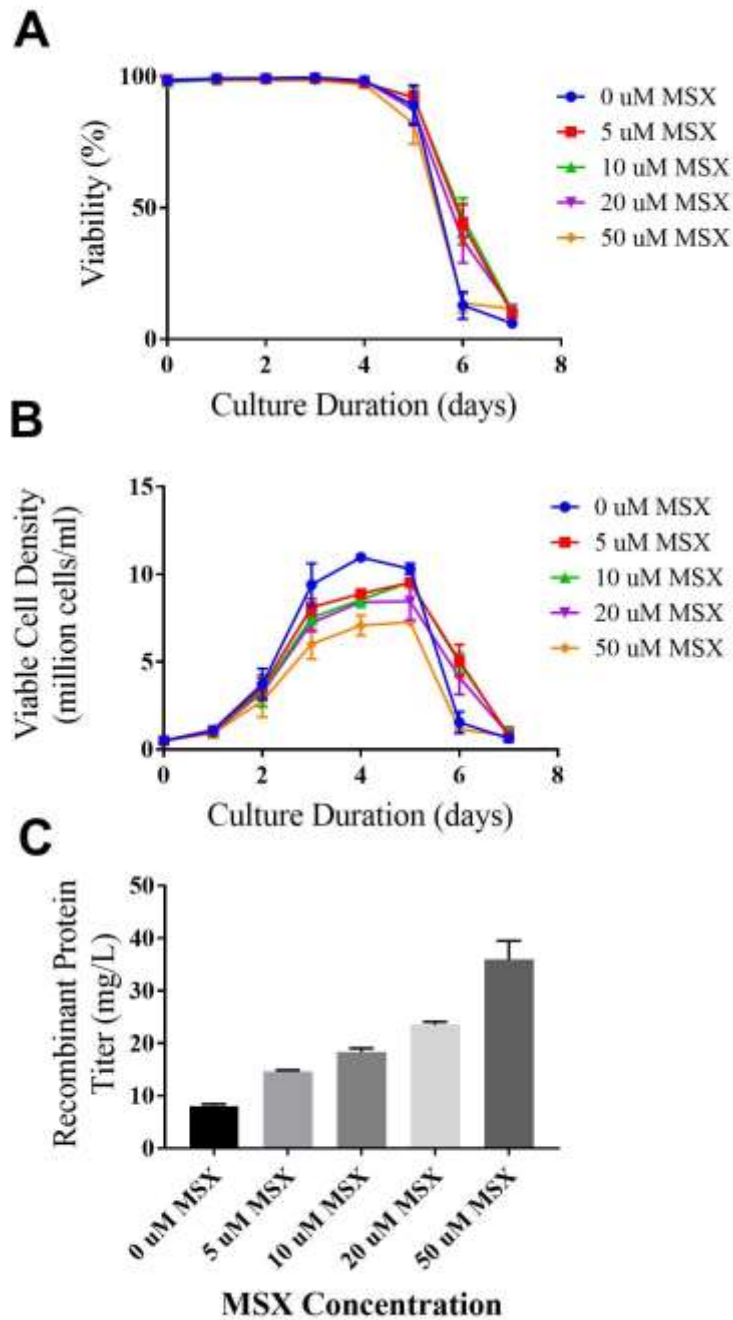 A
100
50
0
Viability (%)
0 2 4 6 8
Culture Duration (days)
0 uM MSX
5 uM MSX
10 uM MSX
20 uM MSX
50 uM MSX
B
15
10
5
0
Viable Cell Density
(million cells/ml)
0 2 4 6 8
Culture Duration (days)
0 uM MSX
5 uM MSX
10 uM MSX
20 uM MSX
50 uM MSX
C
50
40
30
20
10
0
Recombinant Protein
Titer (mg/L)
0 uM MSX
5 uM MSX
10 uM MSX
20 uM MSX
50 uM MSX
MSX Concentration